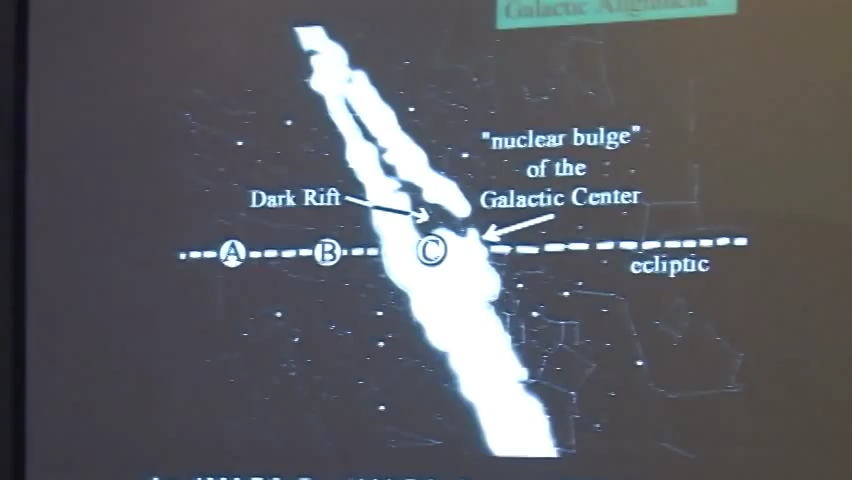 Galactic Alignment
"nuclear bulge"
of the
Dark Rift
Galactic Center
A
B
C
ecliptic